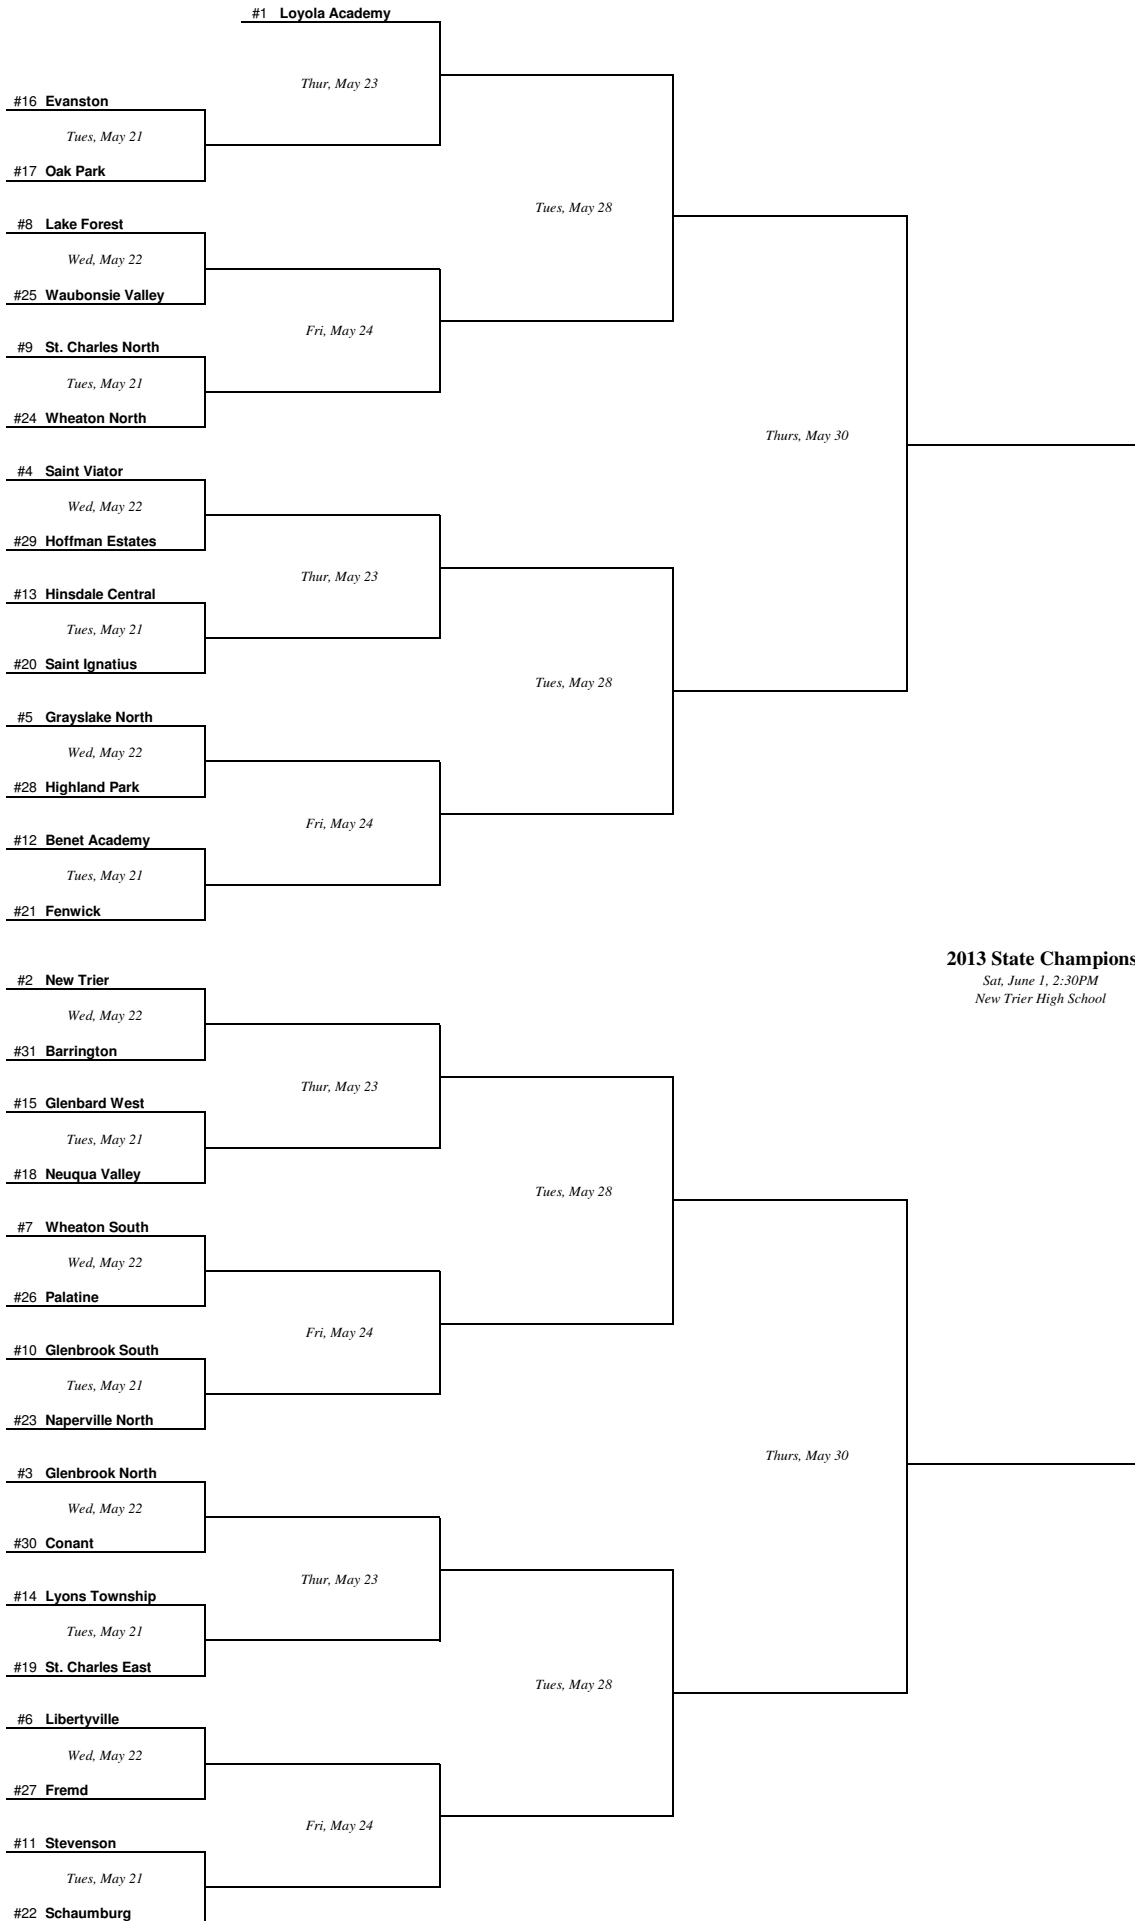 #1 Loyola Academy
Thur, May 23
#16 Evanston
Tues, May 21
#17 Oak Park
Tues, May 28
#8 Lake Forest
Wed, May 22
#25 Waubonsie Valley
Fri, May 24
#9 St. Charles North
Tues, May 21
#24 Wheaton North
Thurs, May 30
#4 Saint Viator
Wed, May 22
#29 Hoffman Estates
Thur, May 23
#13 Hinsdale Central
Tues, May 21
#20 Saint Ignatius
Tues, May 28
#5 Grayslake North
Wed, May 22
#28 Highland Park
Fri, May 24
#12 Benet Academy
Tues, May 21
#21 Fenwick
2013 State Champions
Sat, June 1, 2:30PM
New Trier High School
#2 New Trier
Wed, May 22
#31 Barrington
Thur, May 23
#15 Glenbard West
Tues, May 21
#18 Neuqua Valley
Tues, May 28
#7 Wheaton South
Wed, May 22
#26 Palatine
Fri, May 24
#10 Glenbrook South
Tues, May 21
#23 Naperville North
Thurs, May 30
#3 Glenbrook North
Wed, May 22
#30 Conant
Thur, May 23
#14 Lyons Township
Tues, May 21
#19 St. Charles East
Tues, May 28
#6 Libertyville
Wed, May 22
#27 Fremd
Fri, May 24
#11 Stevenson
Tues, May 21
#22 Schaumburg